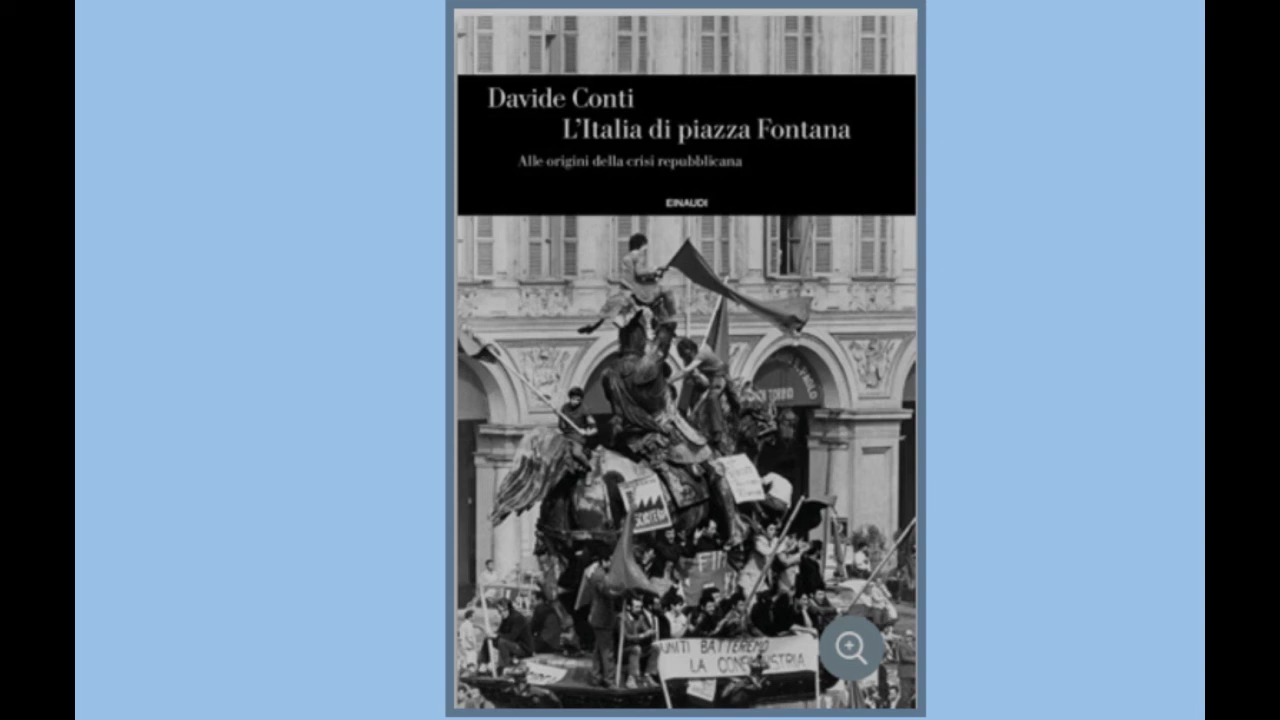 Davide Conti
L'Italia di piazza Fontana
Alle origini della crisi repubblicana
EINAUDI
UNITI BATTEREMO
LA CONFINDUSTRIA